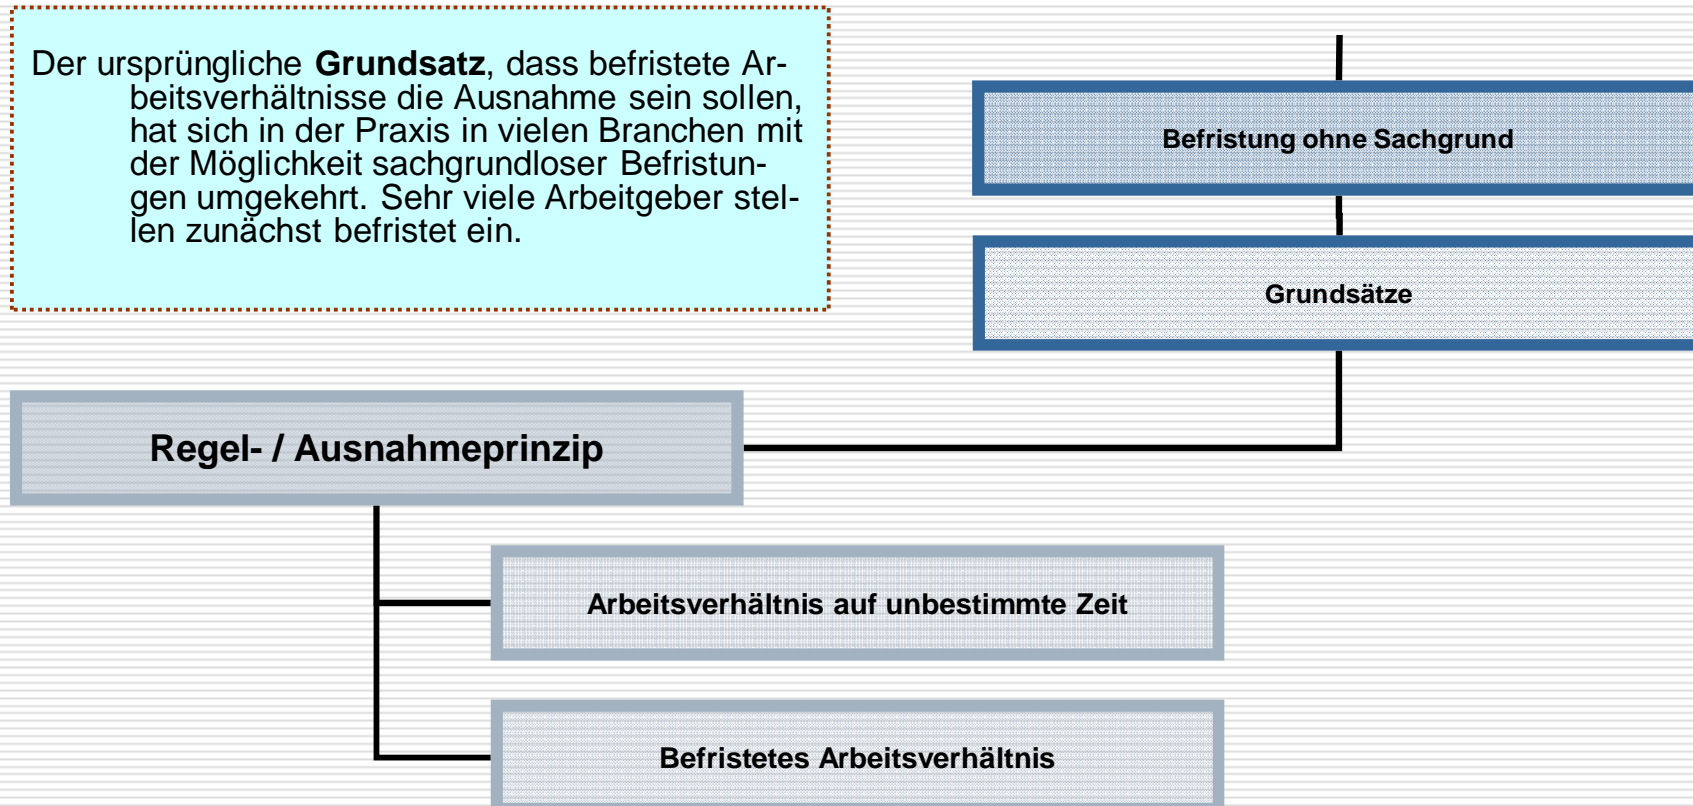 Der ursprüngliche Grundsatz, dass befristete Ar-
beitsverhältnisse die Ausnahme sein sollen,
hat sich in der Praxis in vielen Branchen mit
der Möglichkeit sachgrundloser Befristun-
gen umgekehrt. Sehr viele Arbeitgeber stel-
len zunächst befristet ein.
Befristung ohne Sachgrund
Grundsätze
Regel- / Ausnahmeprinzip
Arbeitsverhältnis auf unbestimmte Zeit
Befristetes Arbeitsverhältnis